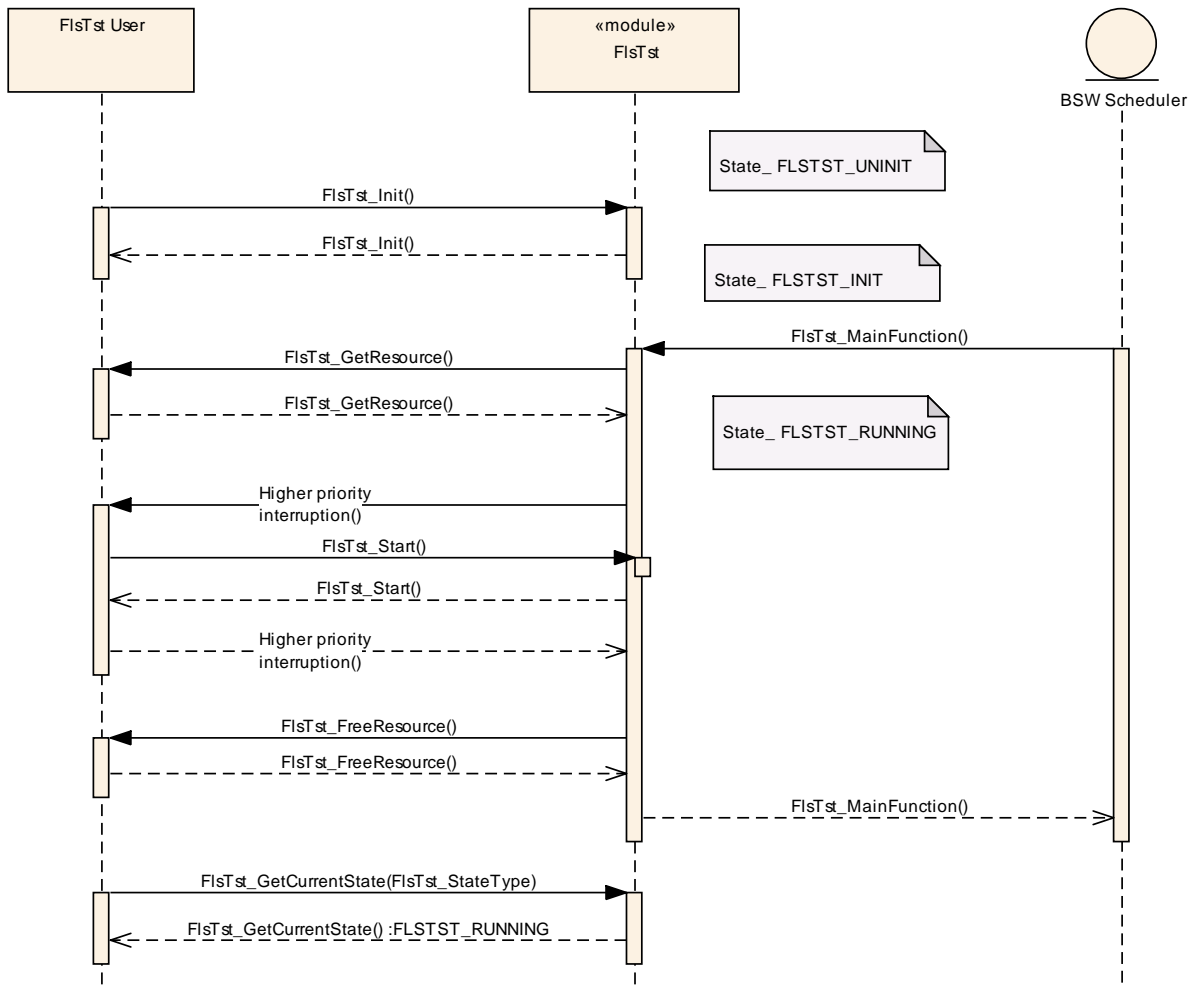 FlsTst User
«module»
FlsTst
BSW Scheduler
State_ FLSTST_UNINIT
FlsTst_Init()
FlsTst_Init()
State_ FLSTST_INIT
FlsTst_MainFunction()
FlsTst_GetResource()
FlsTst_GetResource()
State_ FLSTST_RUNNING
Higher priority
interruption()
FlsTst_Start()
FlsTst_Start()
Higher priority
interruption()
FlsTst_FreeResource()
FlsTst_FreeResource()
FlsTst_MainFunction()
FlsTst_GetCurrentState(FlsTst_StateType)
FlsTst_GetCurrentState() :FLSTST_RUNNING